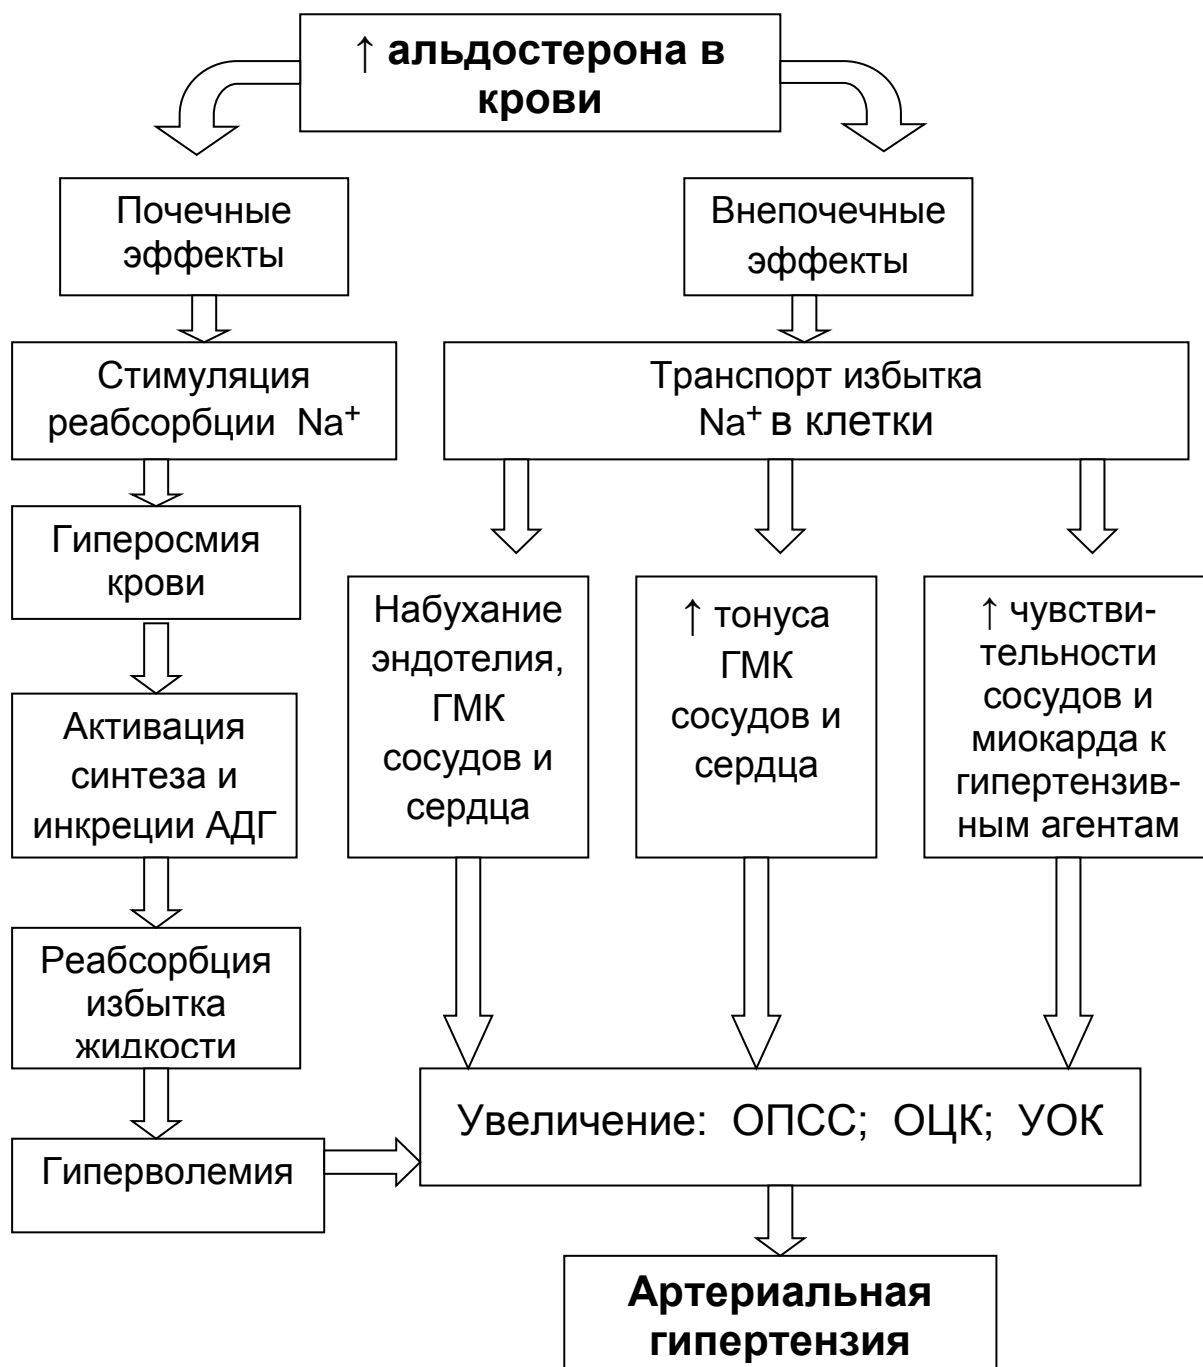 ↑ альдостерона в
крови
Почечные
эффекты
Внепочечные
эффекты
Стимуляция
реабсорбции Na⁺
Транспорт избытка
Na⁺ в клетки
Гиперосмия
крови
Набухание
эндотелия,
ГМК
сосудов и
сердца
↑ тонуса
ГМК
сосудов и
сердца
↑ чувстви-
тельности
сосудов и
миокарда к
гипертензив-
ным агентам
Активация
синтеза и
инкреции АДГ
Реабсорбция
избытка
жидкости
Гиперволемия
Увеличение: ОПСС; ОЦК; УОК
Артериальная
гипертензия